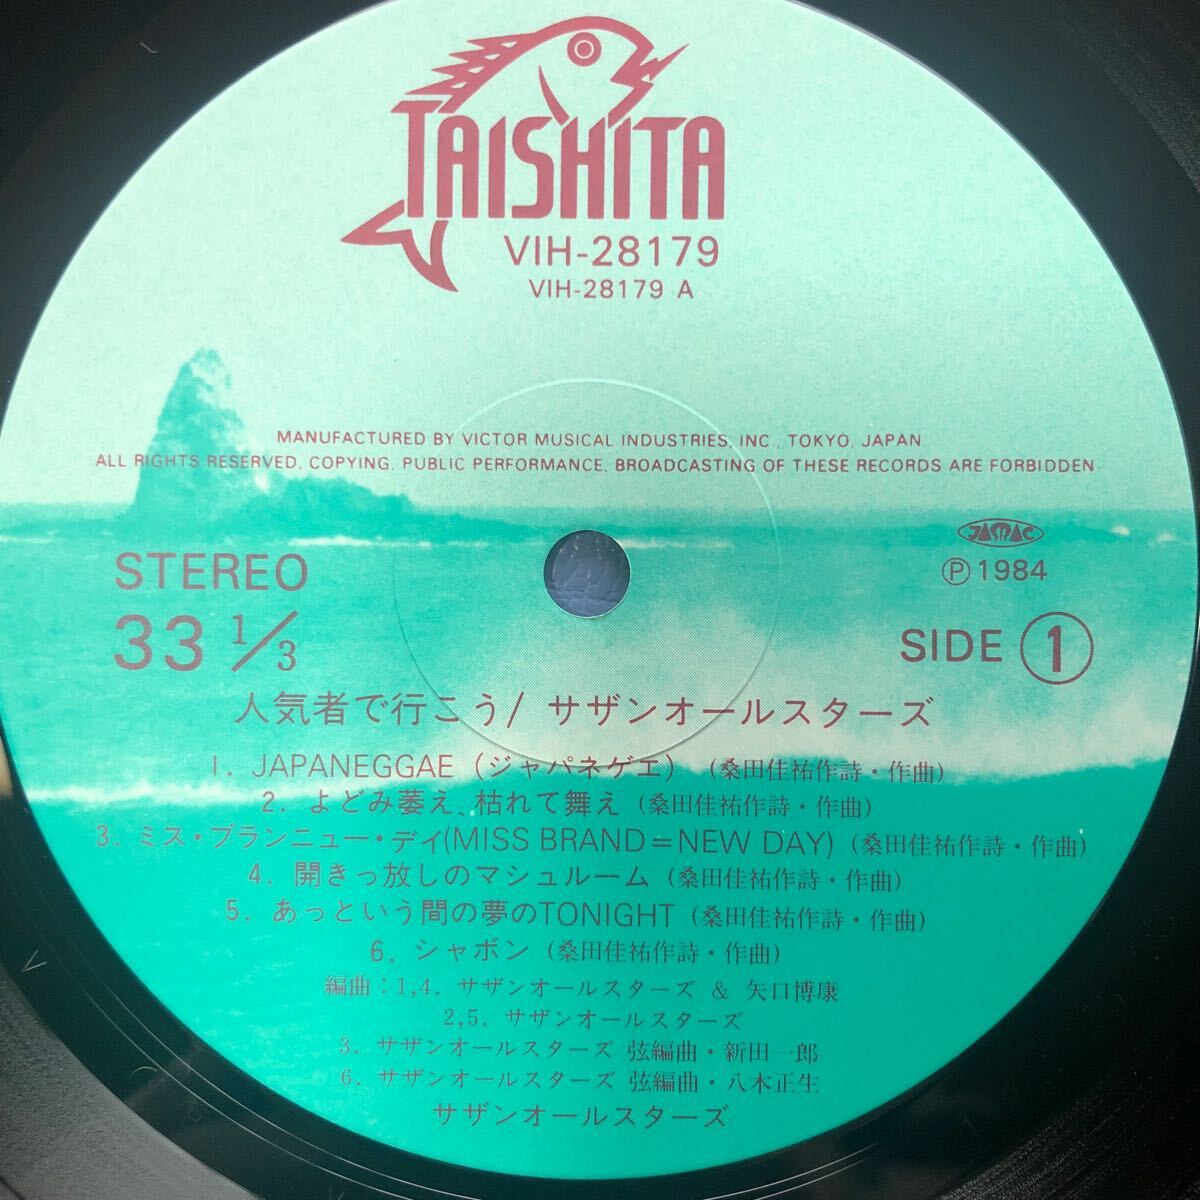 TAISHITA
VIH-28179
VIH-28179 A
MANUFACTURED BY VICTOR MUSICAL INDUSTRIES, INC., TOKYO, JAPAN
ALL RIGHTS RESERVED, COPYING, PUBLIC PERFORMANCE, BROADCASTING OF THESE RECORDS ARE FORBIDDEN
STEREO
33 1/3
JASRAC
Ⓟ1984
SIDE ①
人気者で行こう/ サザンオールスターズ
1. JAPANEGGAE (ジャパネゲエ) (桑田佳祐作詩・作曲)
2. よどみ萎え、枯れて舞え (桑田佳祐作詩・作曲)
3. ミス・ブランニュー・デイ(MISS BRAND=NEW DAY) (桑田佳祐作詩・作曲)
4. 開きっ放しのマシュルーム (桑田佳祐作詩・作曲)
5. あっという間の夢のTONIGHT (桑田佳祐作詩・作曲)
6. シャボン (桑田佳祐作詩・作曲)
編曲：1,4. サザンオールスターズ & 矢口博康
2,5. サザンオールスターズ
3. サザンオールスターズ 弦編曲・新田一郎
6. サザンオールスターズ 弦編曲・八木正生
サザンオールスターズ